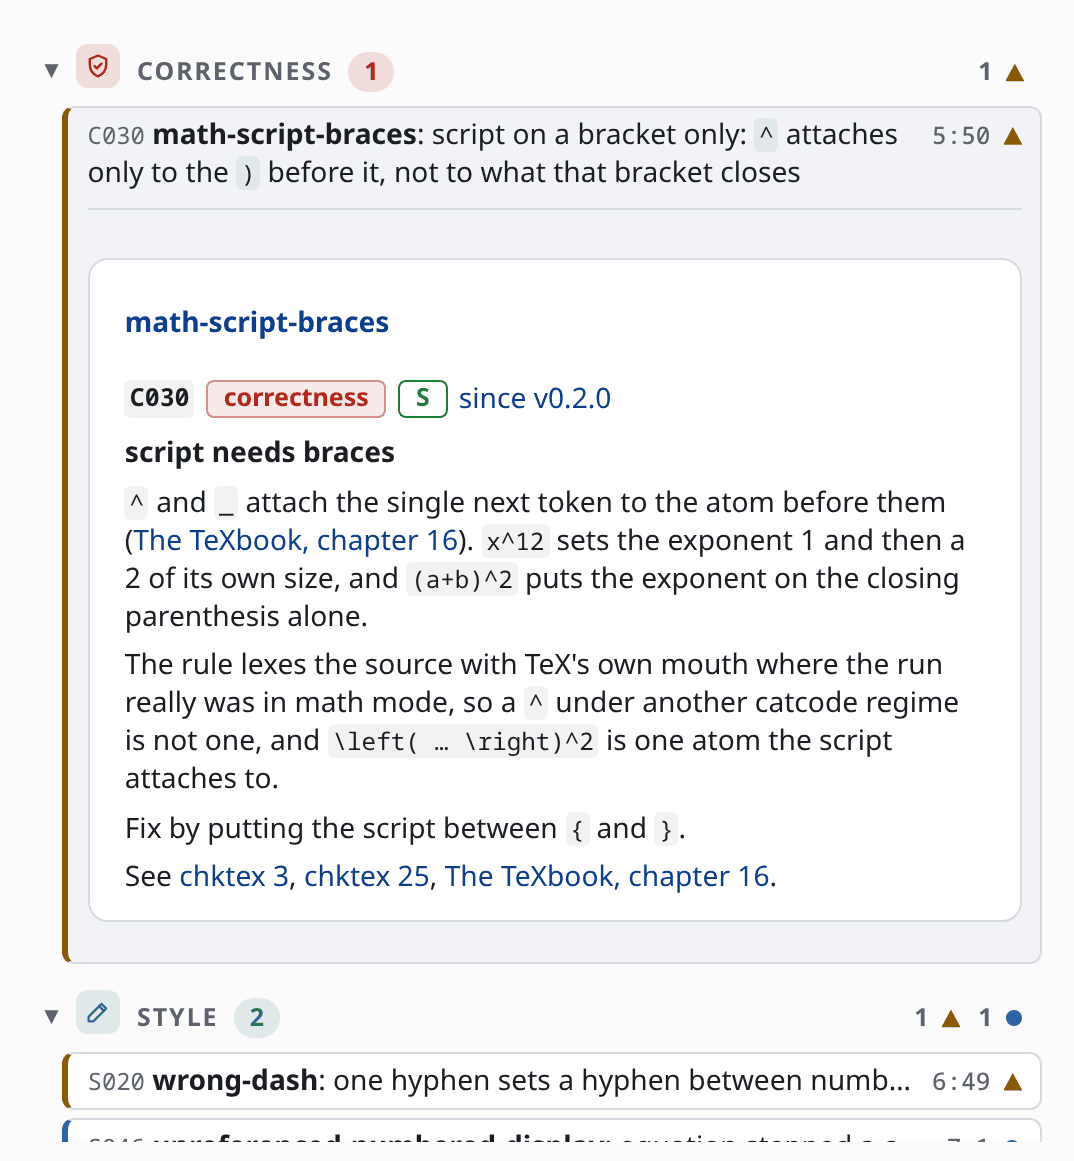 ▼ CORRECTNESS 1 1 ▲
C030 math-script-braces: script on a bracket only: ^ attaches 5:50 ▲
only to the ) before it, not to what that bracket closes
math-script-braces
C030 correctness S since v0.2.0
script needs braces
^ and _ attach the single next token to the atom before them
(The TeXbook, chapter 16). x^12 sets the exponent 1 and then a
2 of its own size, and (a+b)^2 puts the exponent on the closing
parenthesis alone.
The rule lexes the source with TeX's own mouth where the run
really was in math mode, so a ^ under another catcode regime
is not one, and \left( … \right)^2 is one atom the script
attaches to.
Fix by putting the script between { and }.
See chktex 3, chktex 25, The TeXbook, chapter 16.
▼ STYLE 2 1 ▲ 1 ●
S020 wrong-dash: one hyphen sets a hyphen between numb… 6:49 ▲
unreferenced-numbered-display: equation stepped a c